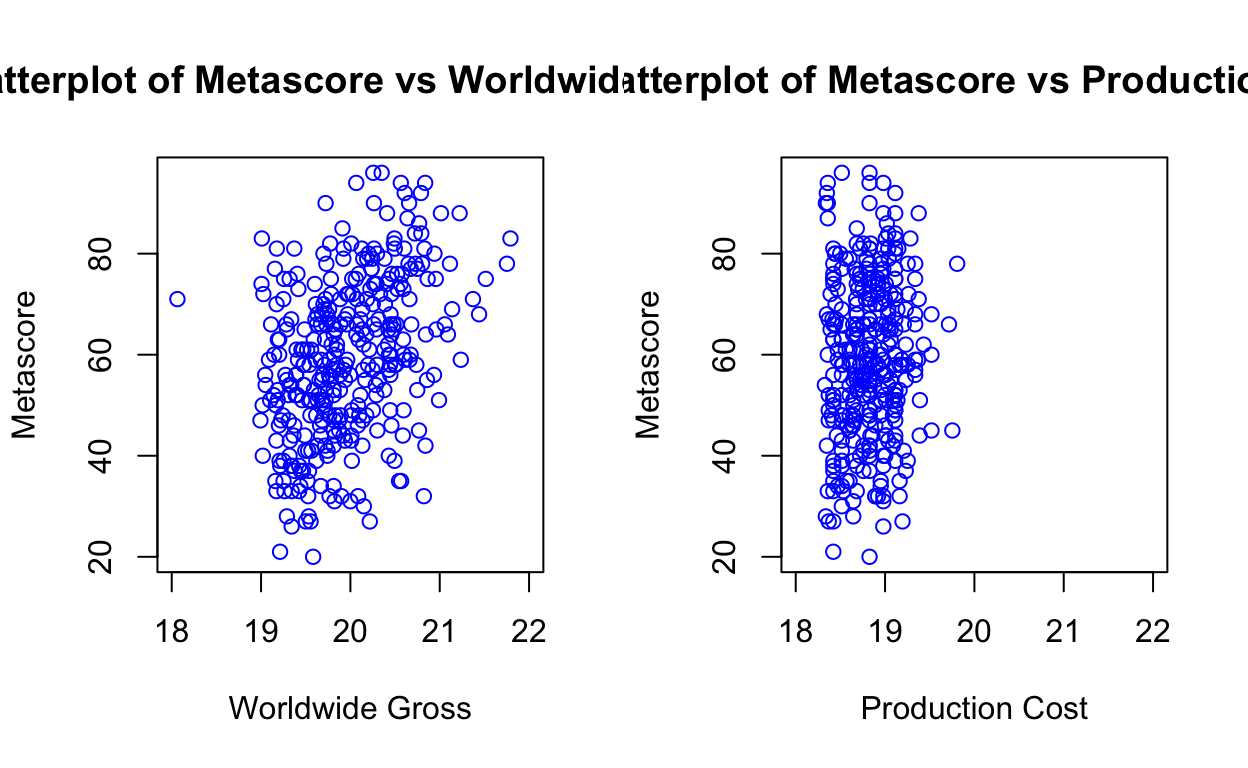 atterplot of Metascore vs Worldwid
atterplot of Metascore vs Productio
Metascore
80
60
40
20
18 19 20 21 22
Worldwide Gross
Metascore
80
60
40
20
18 19 20 21 22
Production Cost